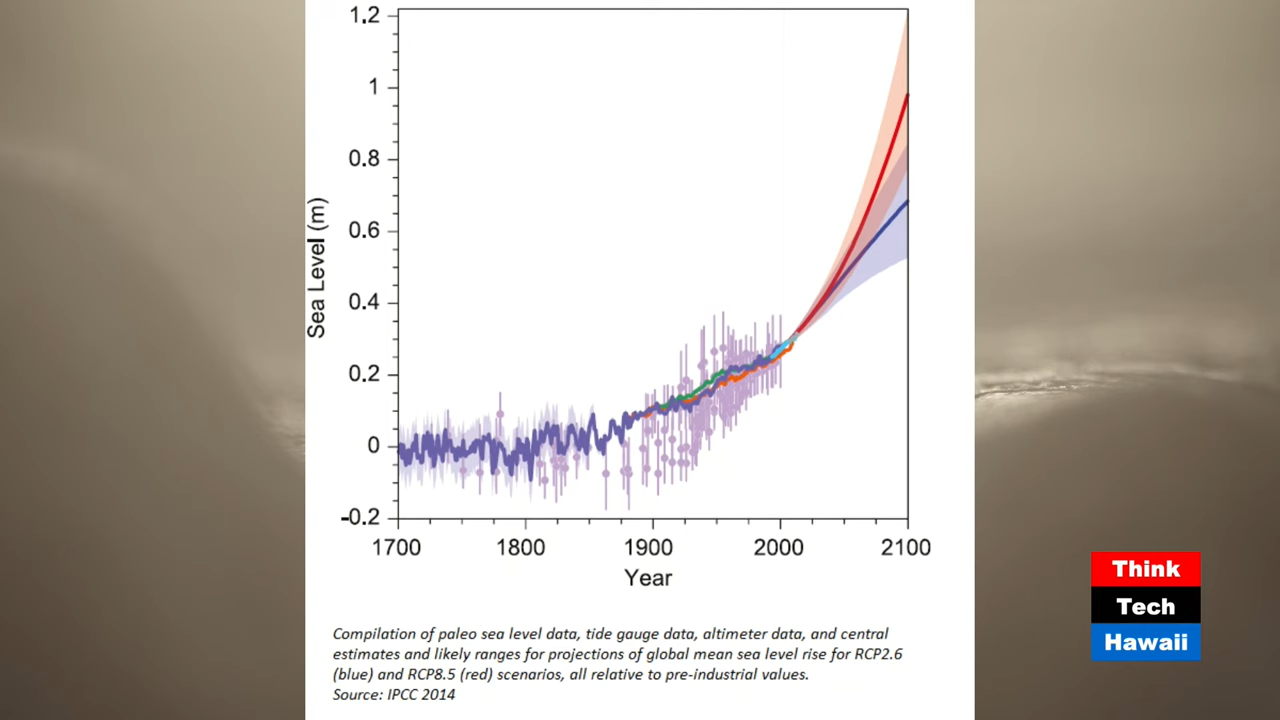 1.2
1
0.8
0.6
0.4
0.2
0
-0.2
Sea Level (m)
1700 1800 1900 2000 2100
Year
Compilation of paleo sea level data, tide gauge data, altimeter data, and central
estimates and likely ranges for projections of global mean sea level rise for RCP2.6
(blue) and RCP8.5 (red) scenarios, all relative to pre-industrial values.
Source: IPCC 2014
Think
Tech
Hawaii